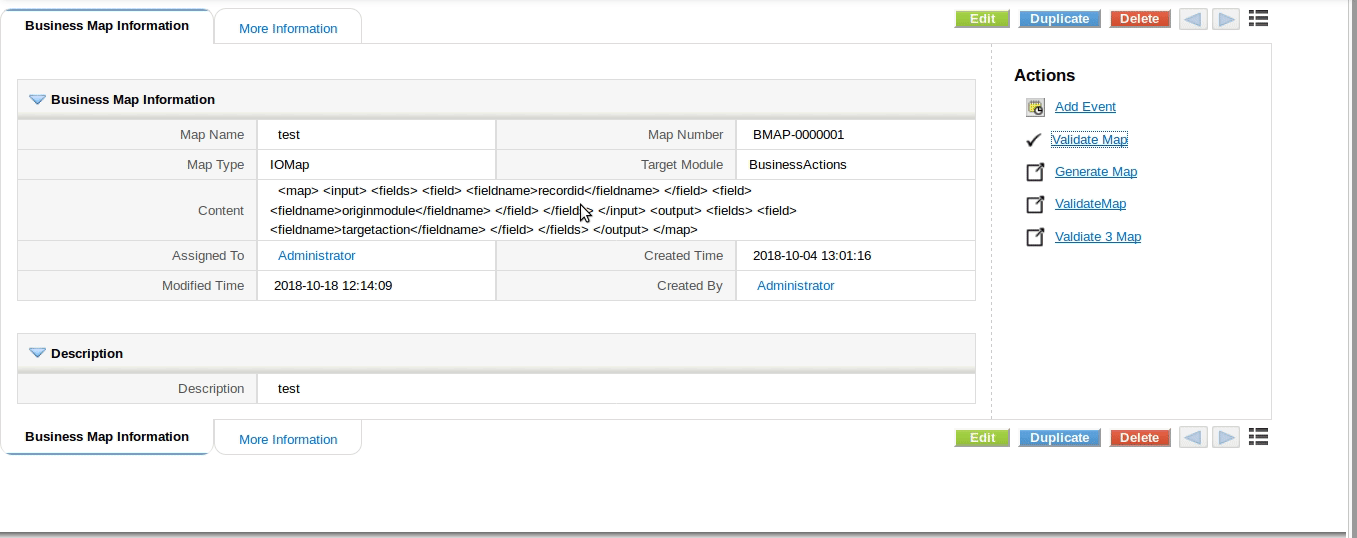 Business Map Information
More Information
Edit
Duplicate
Delete
Business Map Information
Map Name
test
Map Number
BMAP-0000001
Map Type
IOMap
Target Module
BusinessActions
Content
<map> <input> <fields> <field> <fieldname>recordid</fieldname> </field> <field>
<fieldname>originmodule</fieldname> </field> </fields> </input> <output> <fields> <field>
<fieldname>targetaction</fieldname> </field> </fields> </output> </map>
Assigned To
Administrator
Created Time
2018-10-04 13:01:16
Modified Time
2018-10-18 12:14:09
Created By
Administrator
Description
Description
test
Actions
Add Event
Validate Map
Generate Map
ValidateMap
Valdiate 3 Map
Business Map Information
More Information
Edit
Duplicate
Delete